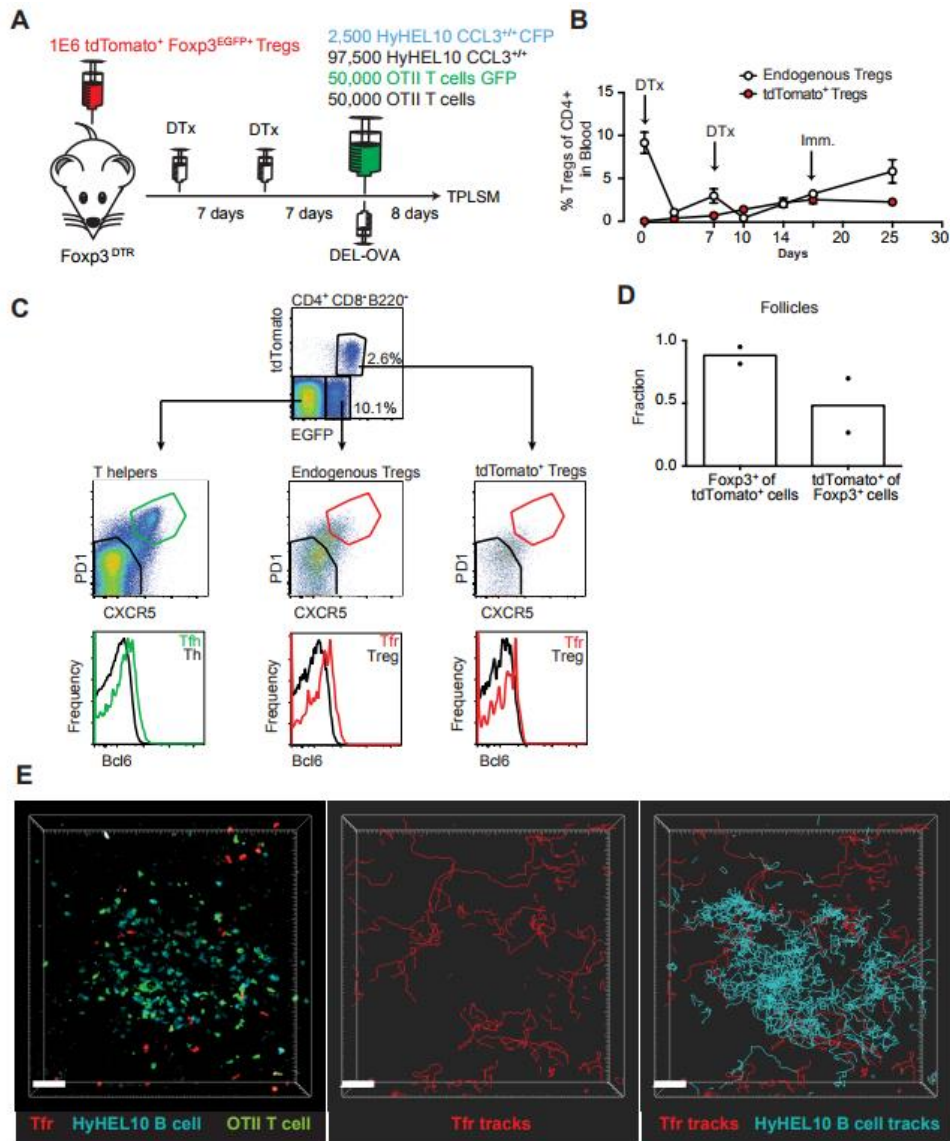 A
1E6 tdTomato⁺ Foxp3ᴱᴳᶠᴾ⁺ Tregs
2,500 HyHEL10 CCL3⁺/⁺ CFP
97,500 HyHEL10 CCL3⁺/⁺
50,000 OTII T cells GFP
50,000 OTII T cells
DTx
DTx
7 days
7 days
8 days
TPLSM
Foxp3 ᴰᵀᴿ
DEL-OVA
B
Endogenous Tregs
tdTomato⁺ Tregs
DTx
DTx
Imm.
% Tregs of CD4+
in Blood
15
10
5
0
0
7
10
14
20
25
30
Days
C
CD4⁺ CD8⁻ B220⁻
tdTomato
2.6%
10.1%
EGFP
T helpers
Endogenous Tregs
tdTomato⁺ Tregs
PD1
PD1
PD1
CXCR5
CXCR5
CXCR5
Tfh
Th
Tfr
Treg
Tfr
Treg
Frequency
Frequency
Frequency
Bcl6
Bcl6
Bcl6
D
Follicles
Fraction
1.0
0.5
0.0
Foxp3⁺ of
tdTomato⁺ cells
tdTomato⁺ of
Foxp3⁺ cells
E
Tfr HyHEL10 B cell OTII T cell
Tfr tracks
Tfr tracks HyHEL10 B cell tracks